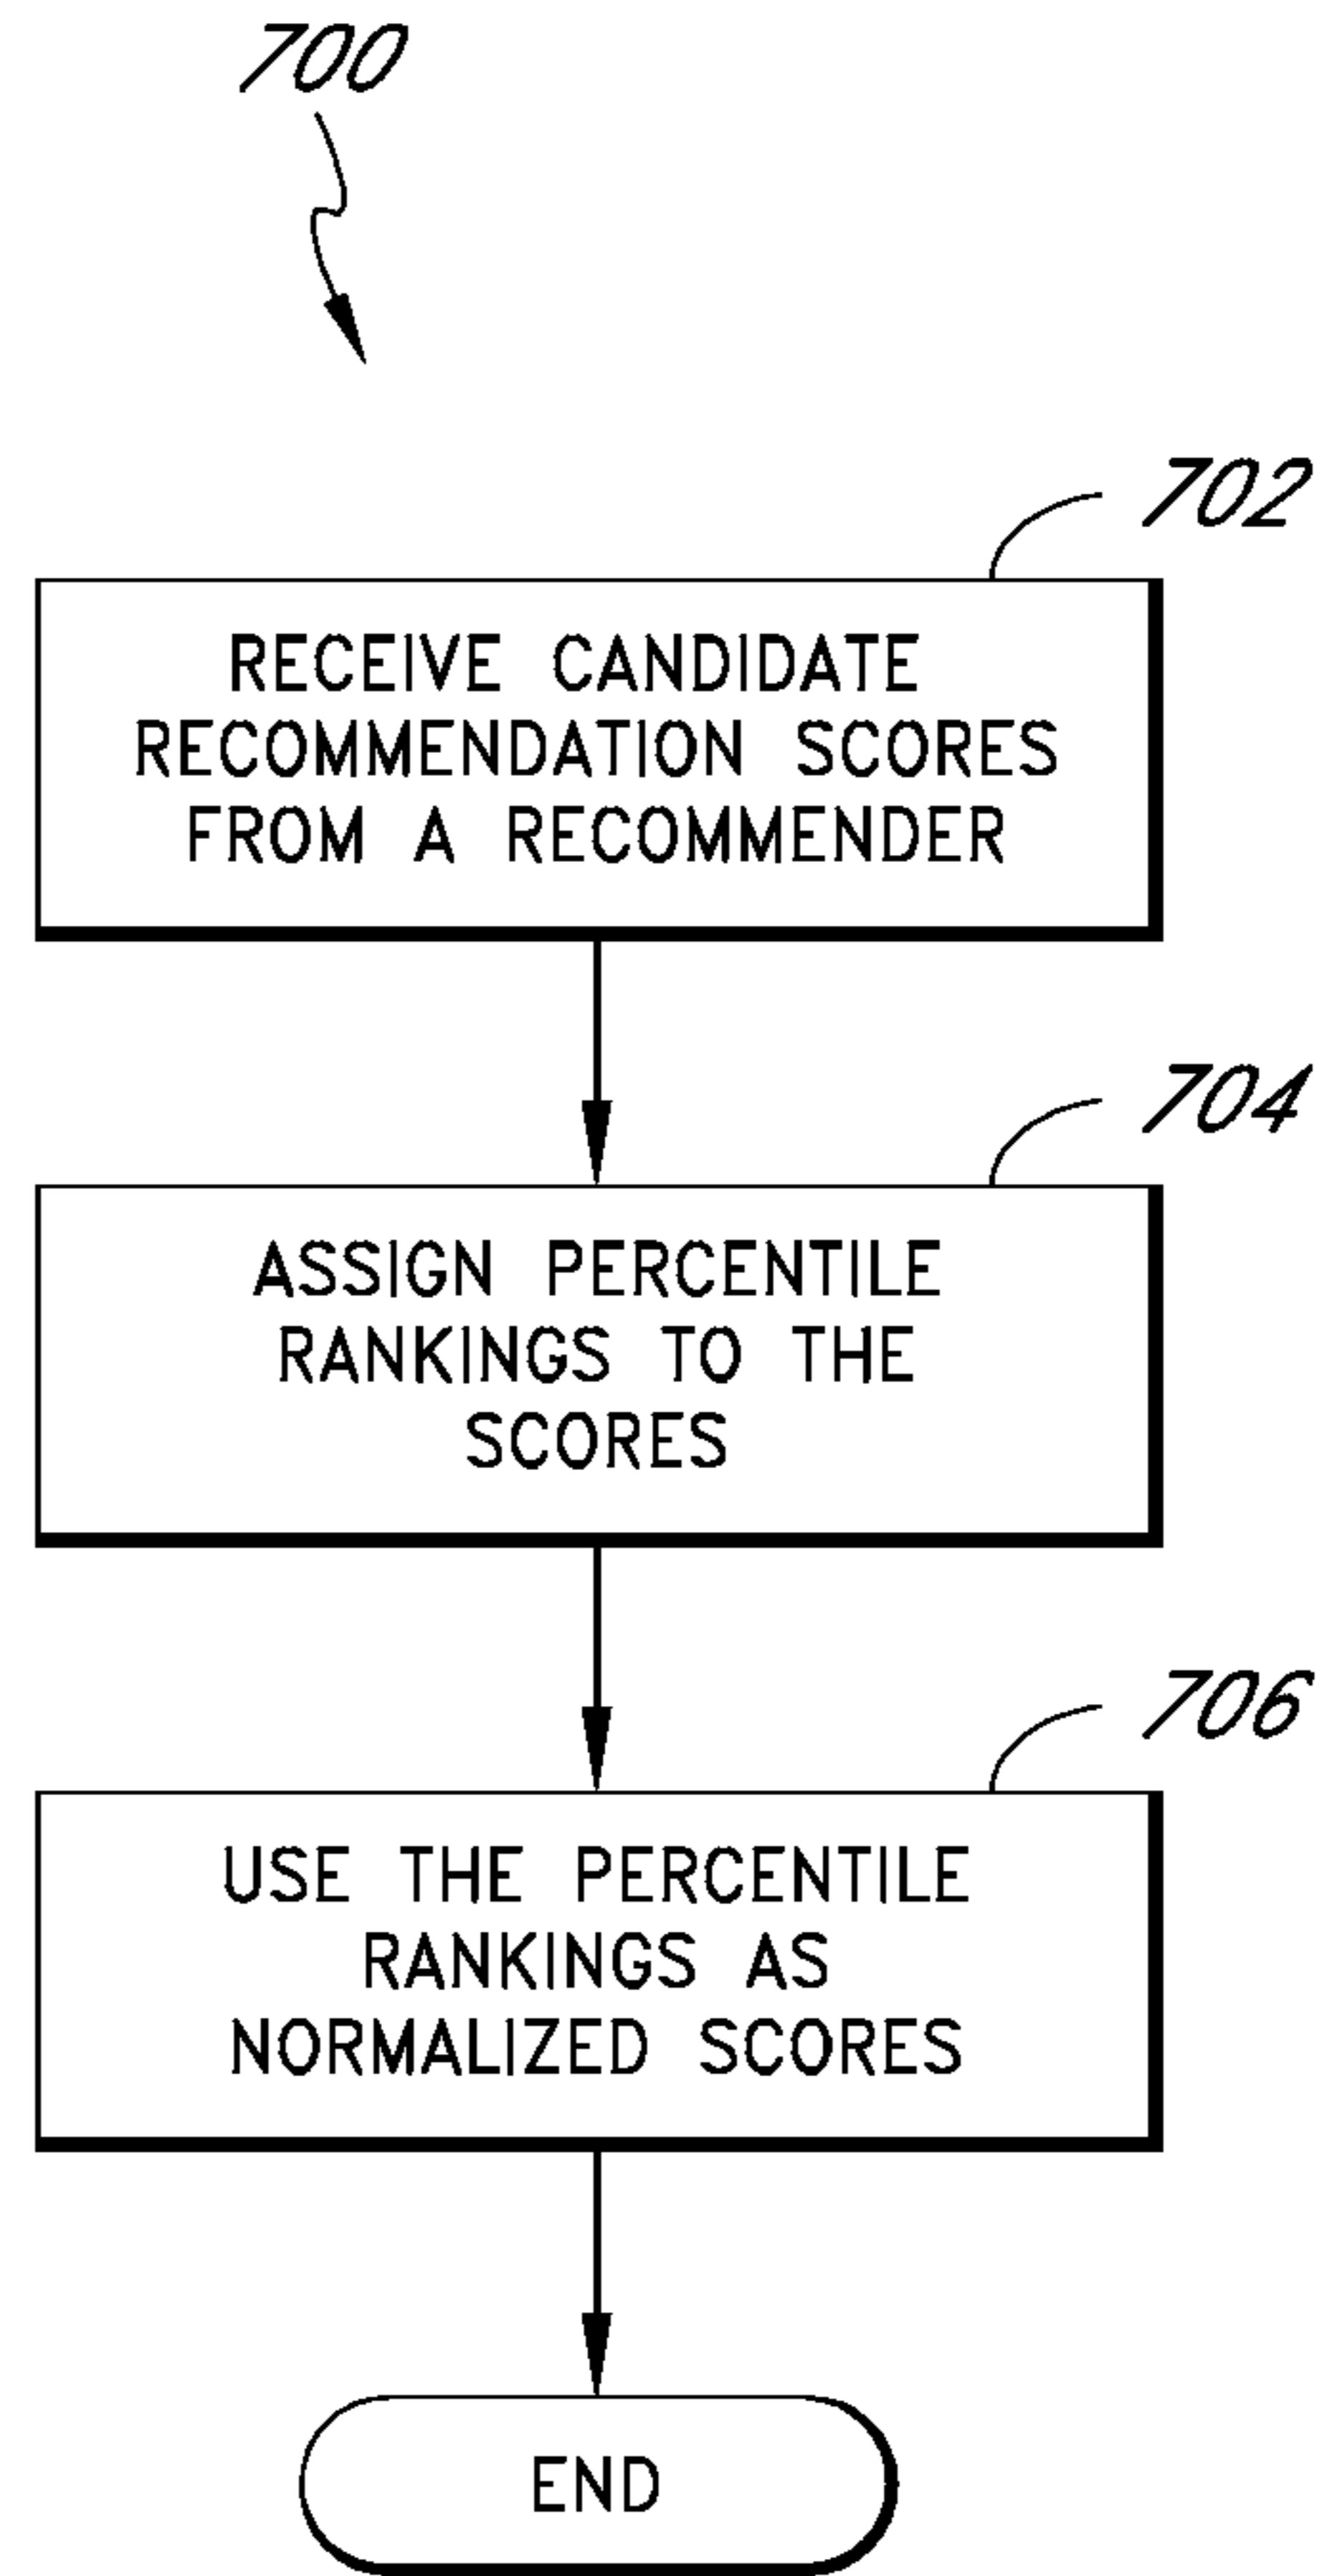 700
702
RECEIVE CANDIDATE
RECOMMENDATION SCORES
FROM A RECOMMENDER
704
ASSIGN PERCENTILE
RANKINGS TO THE
SCORES
706
USE THE PERCENTILE
RANKINGS AS
NORMALIZED SCORES
END